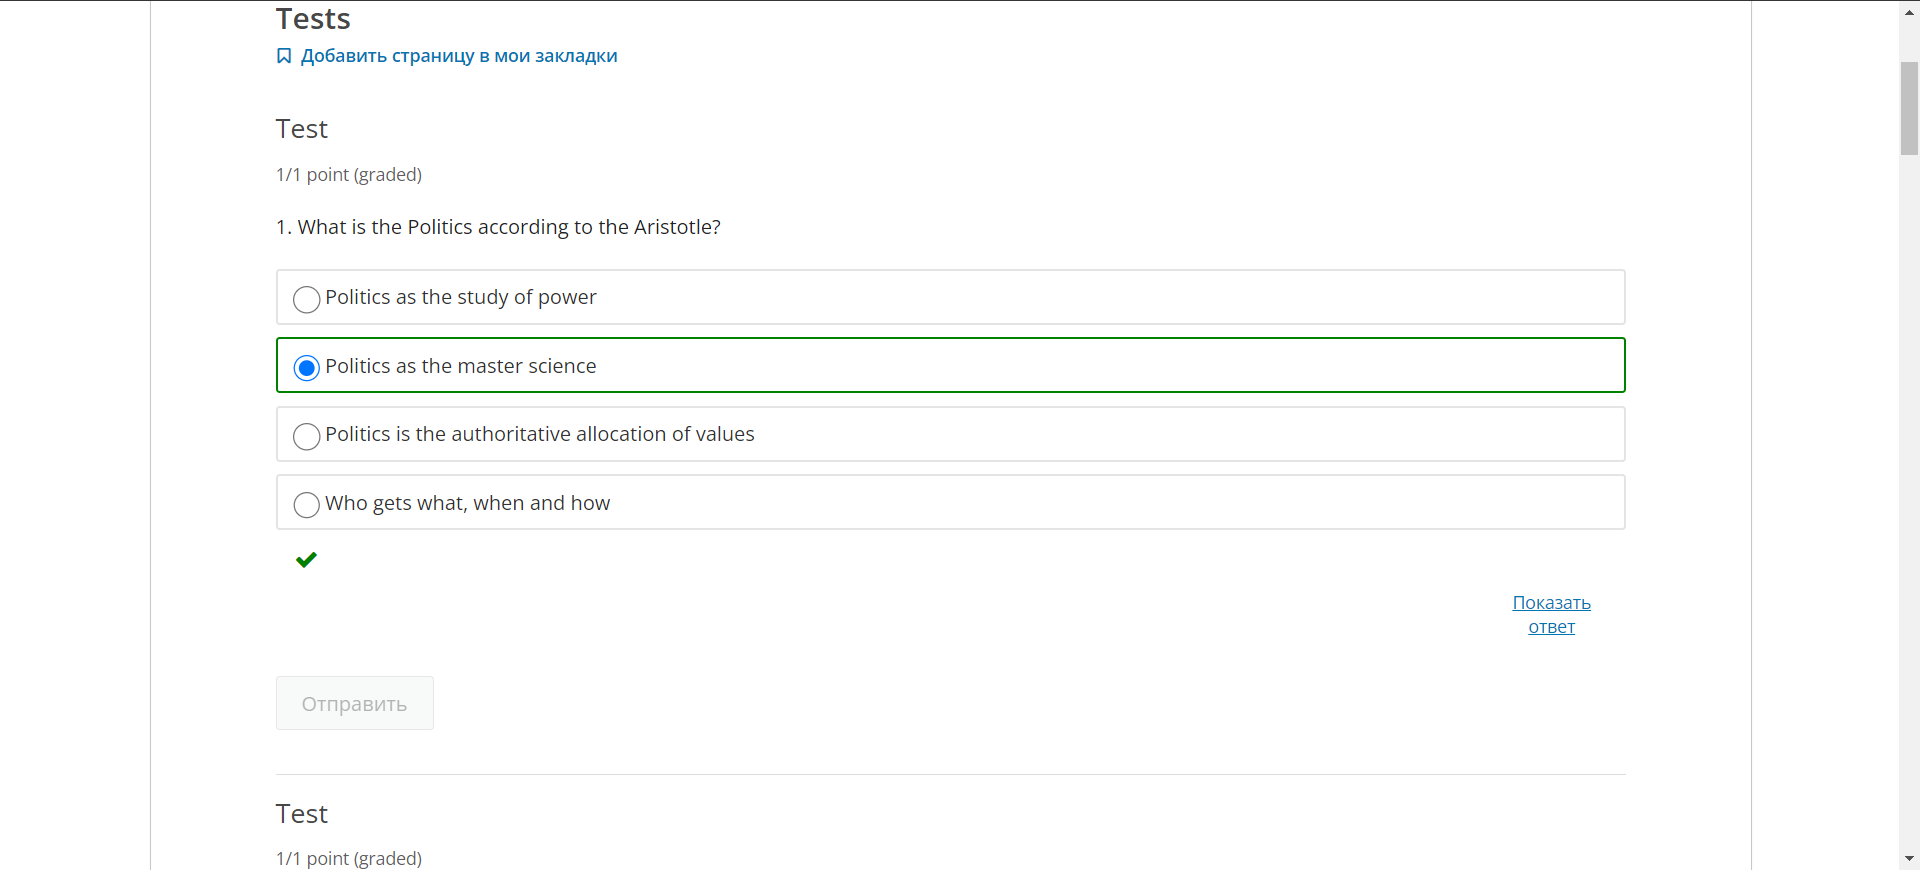 Tests
Добавить страницу в мои закладки
Test
1/1 point (graded)
1. What is the Politics according to the Aristotle?
Politics as the study of power
Politics as the master science
Politics is the authoritative allocation of values
Who gets what, when and how
Показать
ответ
Отправить
Test
1/1 point (graded)